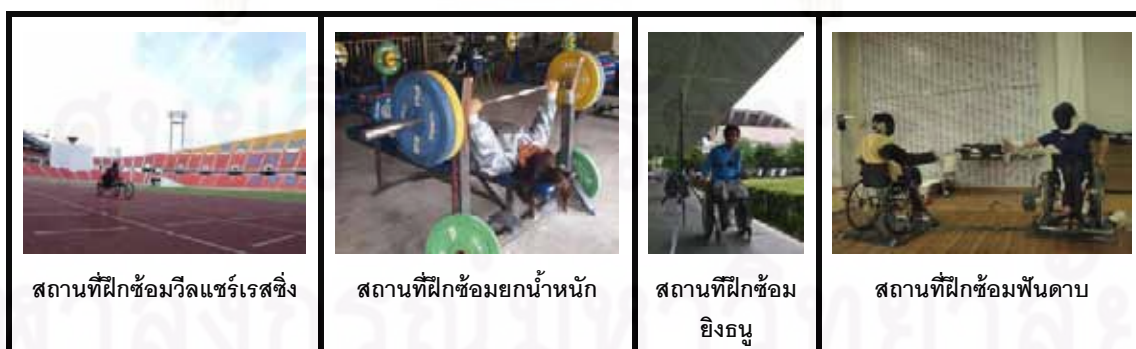 สถานที่ฝึกซ้อมวีลแชร์เรสซิ่ง
สถานที่ฝึกซ้อมยกน้ำหนัก
สถานที่ฝึกซ้อม
ยิงธนู
สถานที่ฝึกซ้อมฟันดาบ